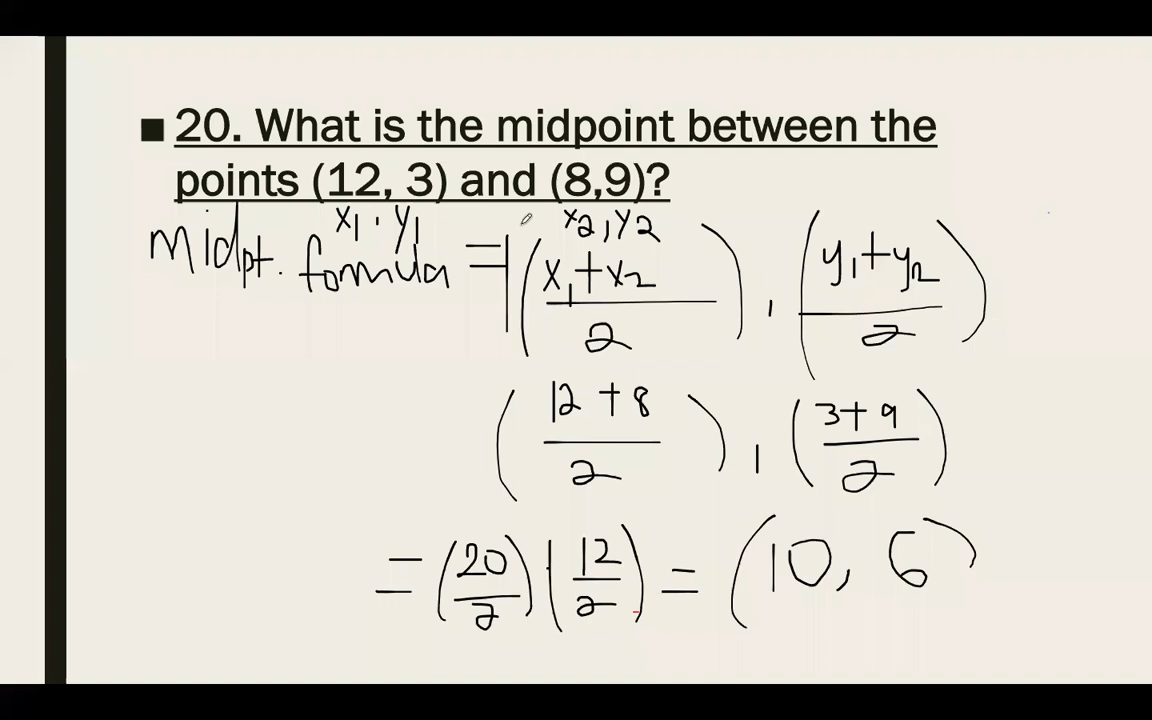 ■ 20. What is the midpoint between the
points (12, 3) and (8,9)?
x1 , y1 x2, y2
Midpt. formula = (x1+x2/2), (y1+y2/2)
(12+8/2), (3+9/2)
= (20/2)(12/2) = (10, 6)